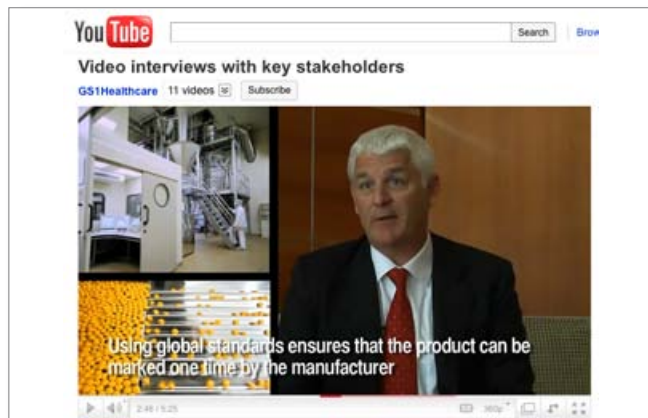 YouTube Search Brow
Video interviews with key stakeholders
GS1Healthcare 11 videos Subscribe
Using global standards ensures that the product can be
marked one time by the manufacturer
2:46 / 5:25 360p